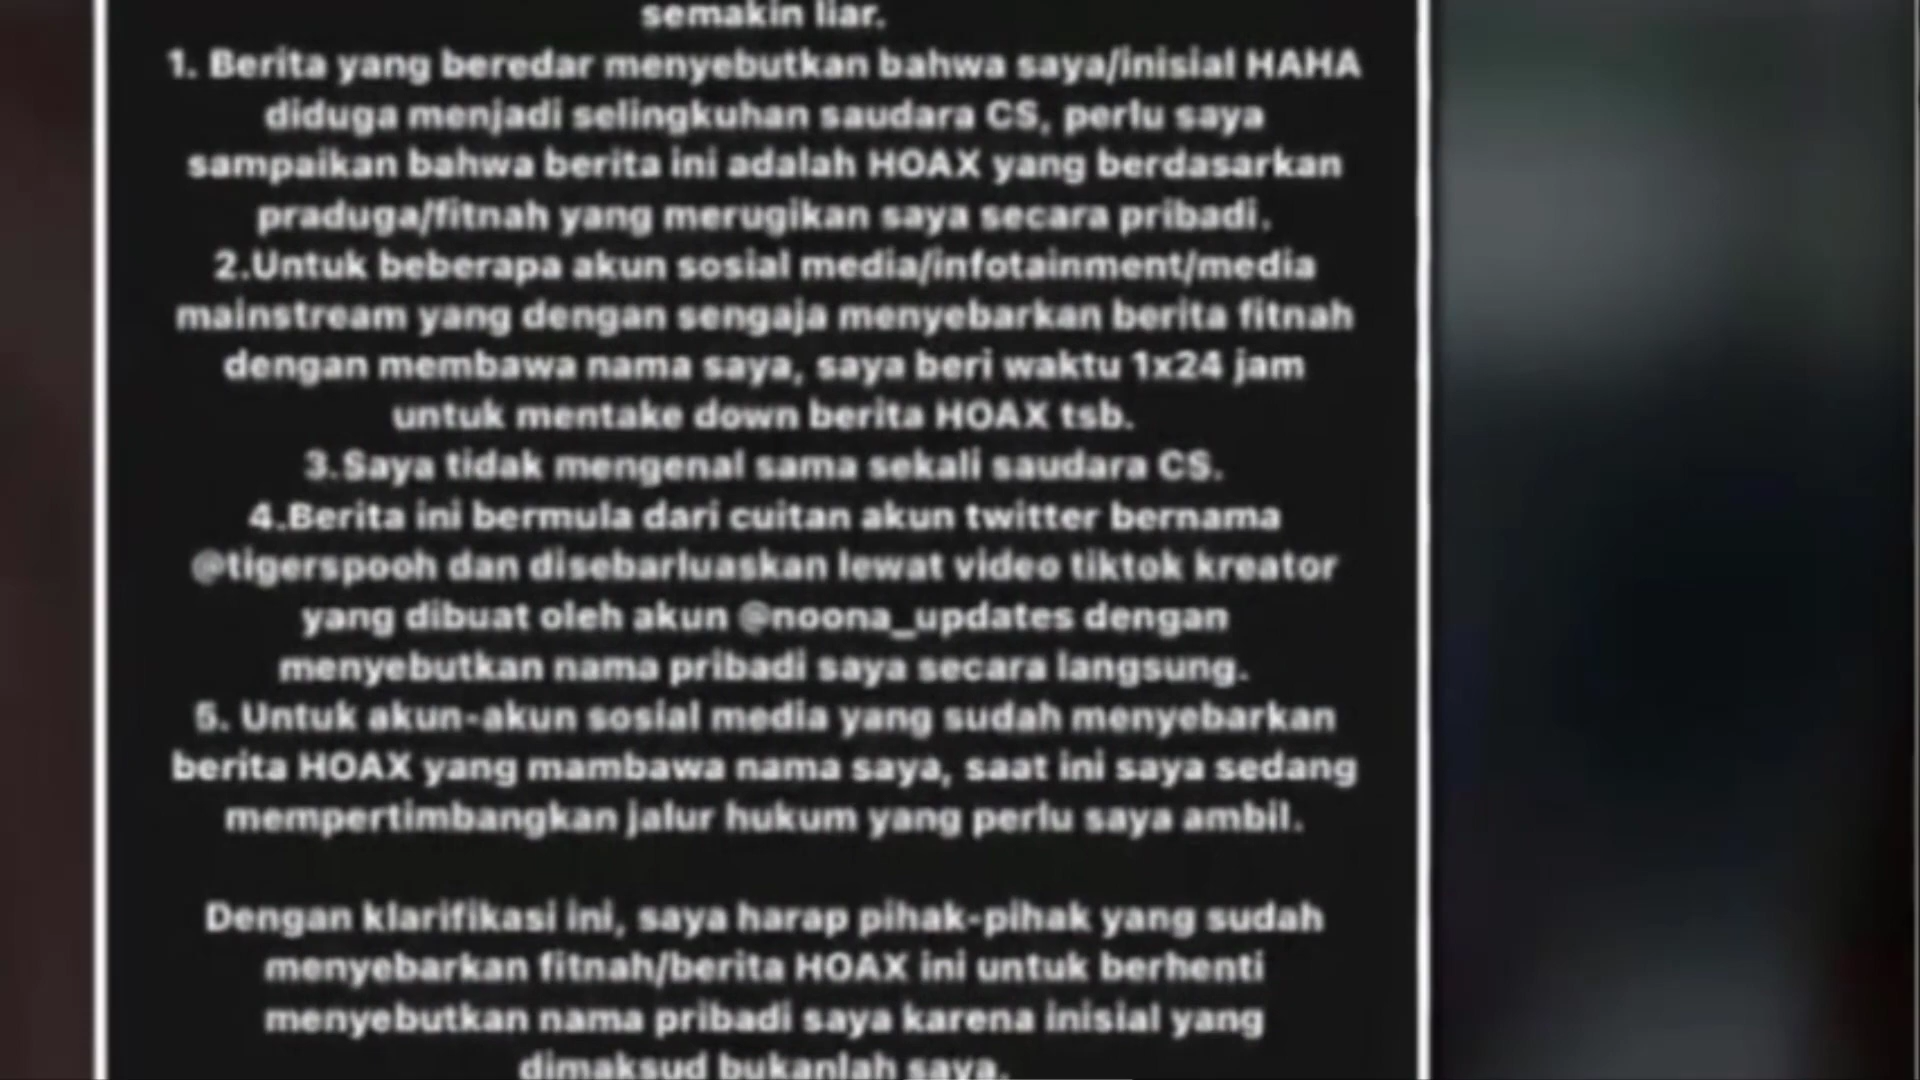 semakin liar.
1. Berita yang beredar menyebutkan bahwa saya/inisial HAHA
diduga menjadi selingkuhan saudara CS, perlu saya
sampaikan bahwa berita ini adalah HOAX yang berdasarkan
praduga/fitnah yang merugikan saya secara pribadi.
2.Untuk beberapa akun sosial media/infotainment/media
mainstream yang dengan sengaja menyebarkan berita fitnah
dengan membawa nama saya, saya beri waktu 1x24 jam
untuk mentake down berita HOAX tsb.
3.Saya tidak mengenal sama sekali saudara CS.
4.Berita ini bermula dari cuitan akun twitter bernama
@tigerspooh dan disebarluaskan lewat video tiktok kreator
yang dibuat oleh akun @noona_updates dengan
menyebutkan nama pribadi saya secara langsung.
5. Untuk akun-akun sosial media yang sudah menyebarkan
berita HOAX yang mambawa nama saya, saat ini saya sedang
mempertimbangkan jalur hukum yang perlu saya ambil.
Dengan klarifikasi ini, saya harap pihak-pihak yang sudah
menyebarkan fitnah/berita HOAX ini untuk berhenti
menyebutkan nama pribadi saya karena inisial yang
dimaksud bukanlah saya.